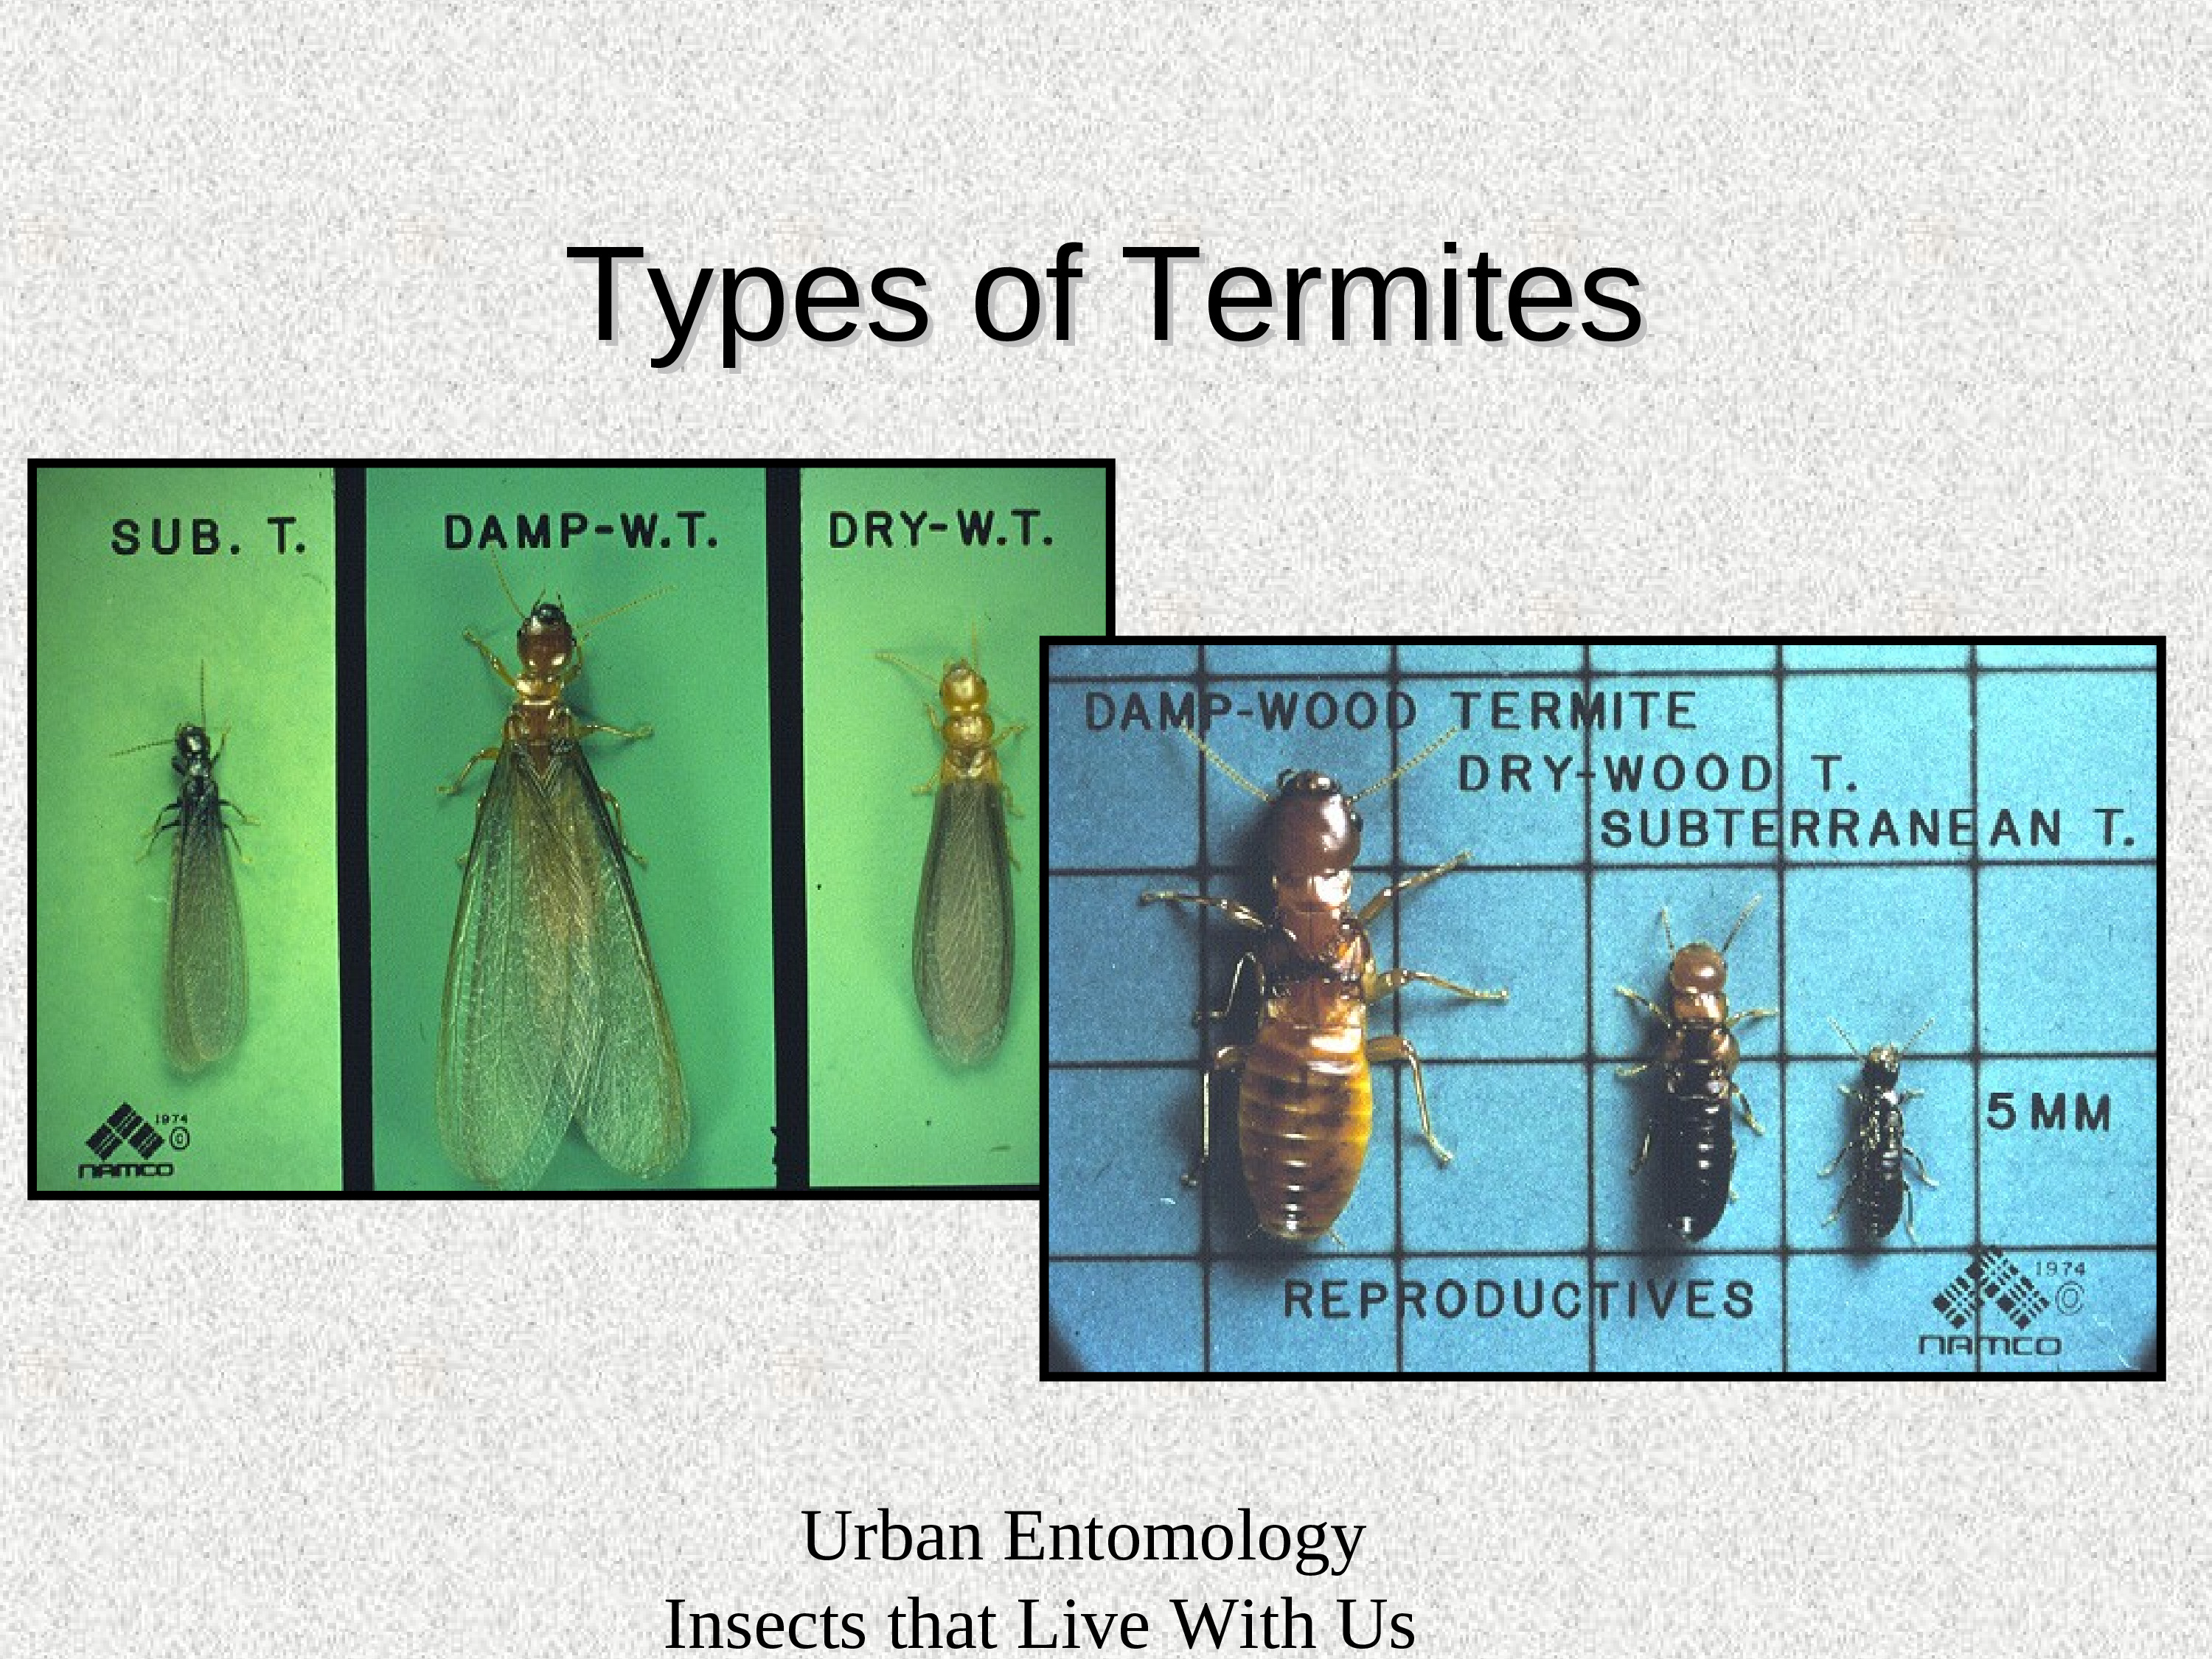 Types of Termites
SUB. T.
DAMP-W.T.
DRY-W.T.
1974
©
NAMCO
DAMP-WOOD TERMITE
DRY-WOOD T.
SUBTERRANEAN T.
5 MM
REPRODUCTIVES
1974
©
NAMCO
Urban Entomology
Insects that Live With Us